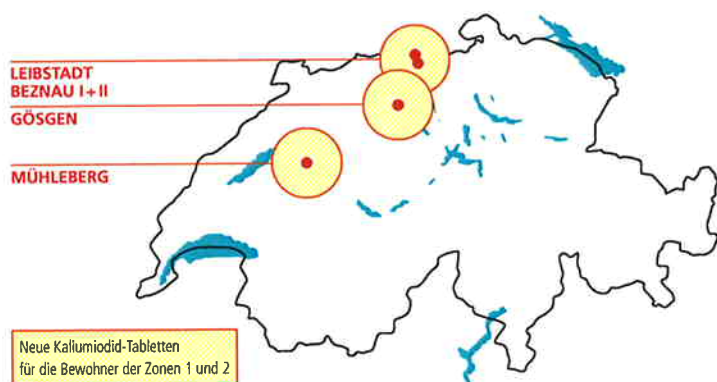 LEIBSTADT
BEZNAU I+II
GÖSGEN
MÜHLEBERG
Neue Kaliumiodid-Tabletten
für die Bewohner der Zonen 1 und 2